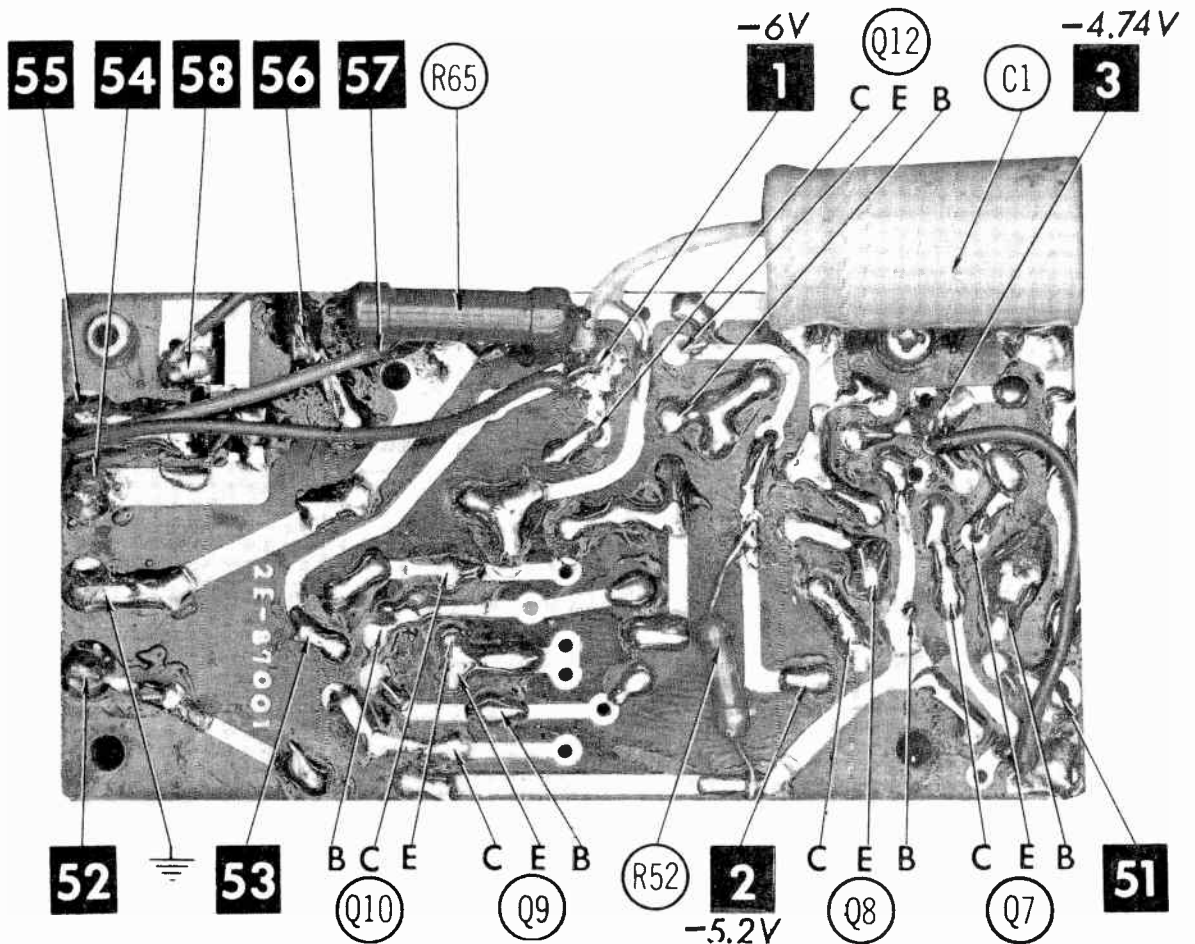 -6V
-4.74V
55 54 58 56 57 R65 1 Q12 C1 3
C E B
2E-87001
52 53 B C E C E B R52 2 C E B C E B 51
Q10 Q9 -5.2V Q8 Q7